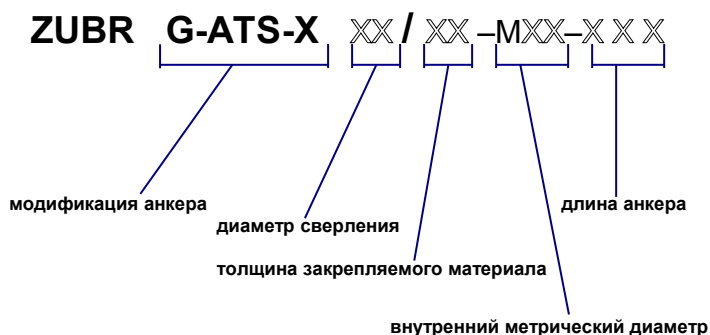 ZUBR G-ATS-X XX / XX –MXX–X X X
модификация анкера
длина анкера
диаметр сверления
толщина закрепляемого материала
внутренний метрический диаметр